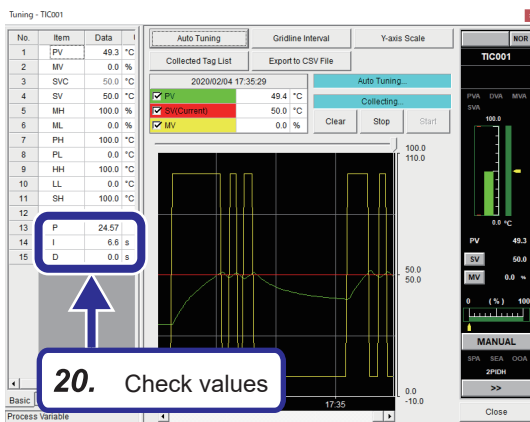 Tuning - TIC001
No. Item Data
1 PV 49.3 °C
2 MV 0.0 %
3 SVC 50.0 °C
4 SV 50.0 °C
5 MH 100.0 %
6 ML 0.0 %
7 PH 100.0 °C
8 PL 0.0 °C
9 HH 100.0 °C
10 LL 0.0 °C
11 SH 100.0 °C
12
13 P 24.57
14 I 6.6 s
15 D 0.0 s
Basic
Process Variable
Auto Tuning Gridline Interval Y-axis Scale
Collected Tag List Export to CSV File
2020/02/04 17:35:29 Auto Tuning...
PV 49.4 °C
Collecting...
SV(Current) 50.0 °C
MV 0.0 %
Clear Stop Start
100.0
110.0
50.0
50.0
0.0
-10.0
17:35
20. Check values
NOR
TIC001
PVA DVA MVA
SVA
100.0
0.0 °C
PV 49.3
SV 50.0
MV 0.0 %
0 (%) 100
MANUAL
SPA SEA OOA
2PIDH
>>
Close